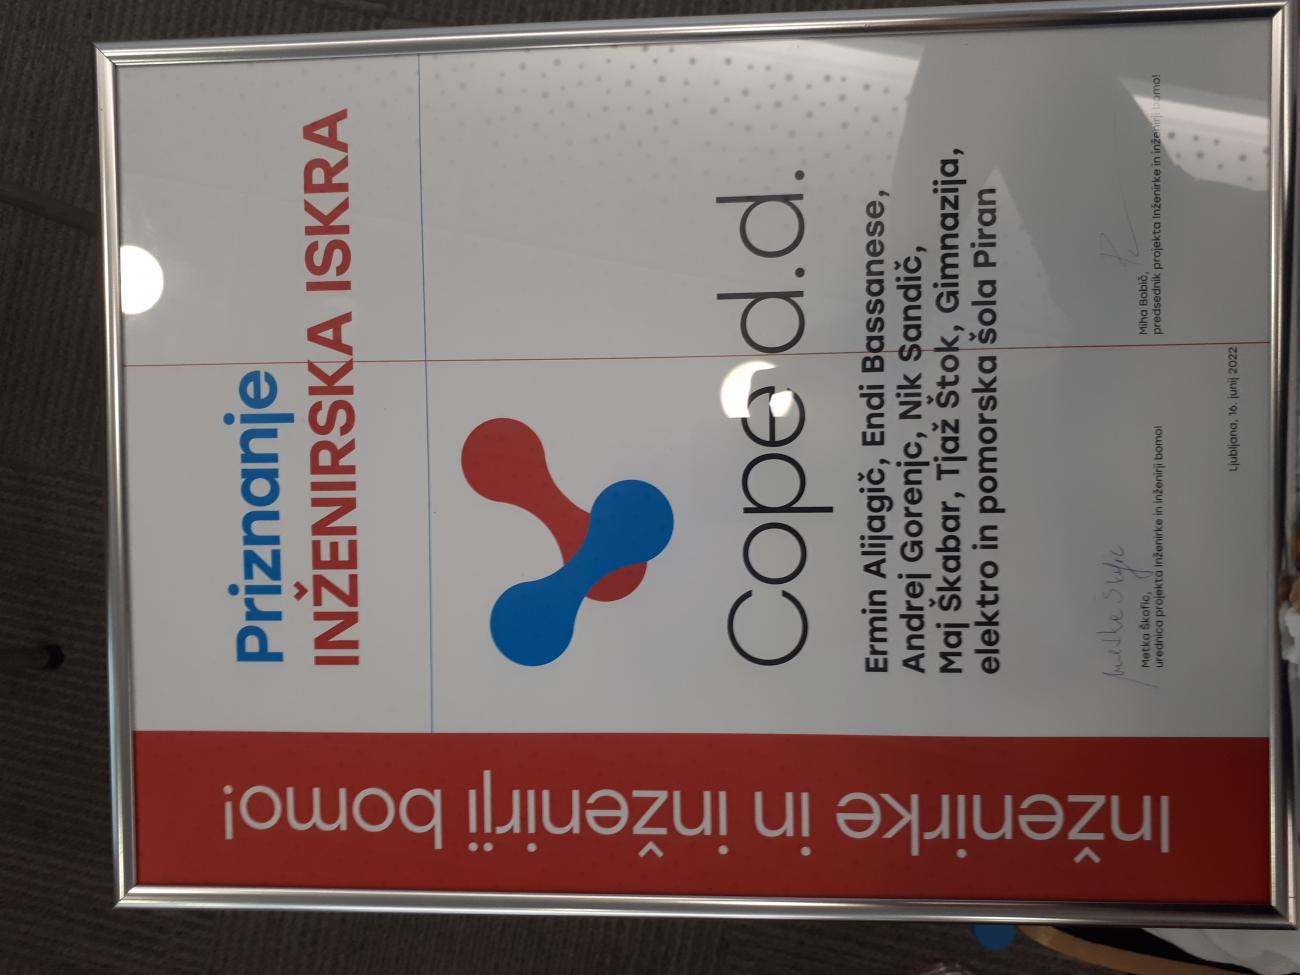 Priznanje
INŽENIRSKA ISKRA
Coped.d.
Ermin Alijagič, Endi Bassanese,
Andrej Gorenjc, Nik Sandič,
Maj Škabar, Tjaž Štok, Gimnazija,
elektro in pomorska šola Piran
Metka Škofic,
urednica projekta Inženirke in inženirji bomo!
Miha Bobič,
predsednik projekta Inženirke in inženirji bomo!
Ljubljana, 16. junij 2022
Inženirke in inženirji bomo!